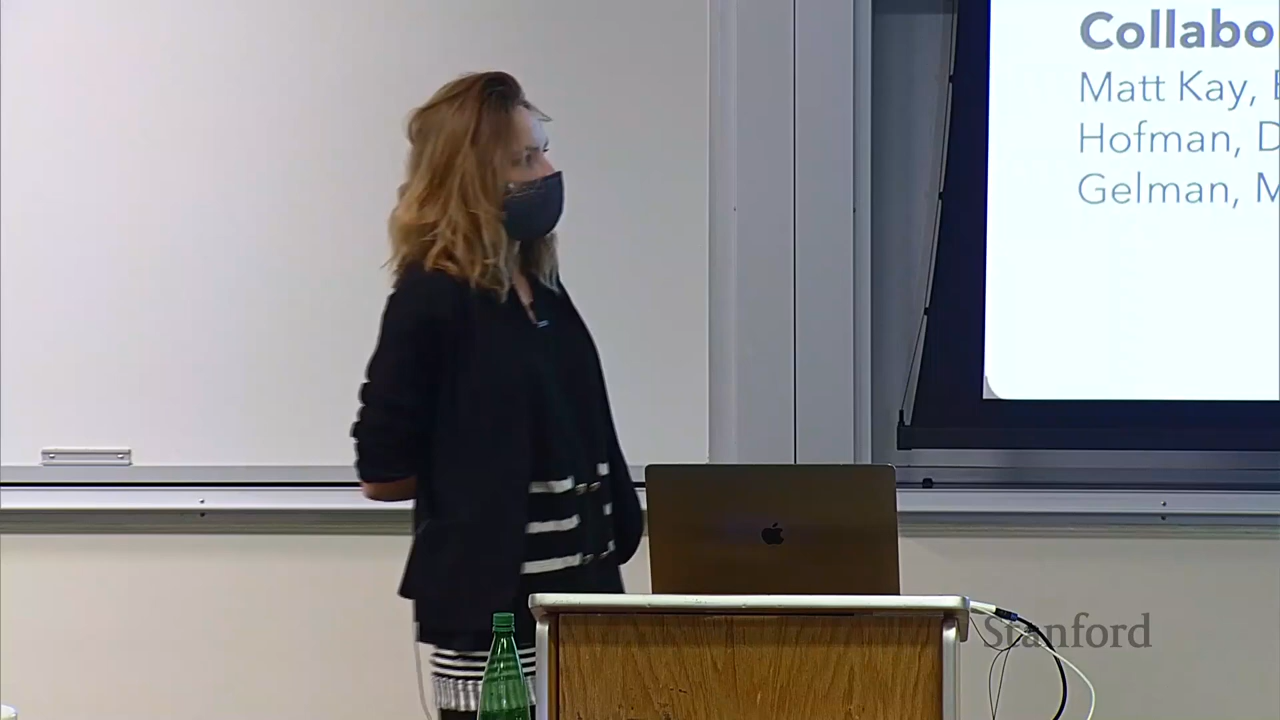 Collabo
Matt Kay,
Hofman, D
Gelman, M
Stanford